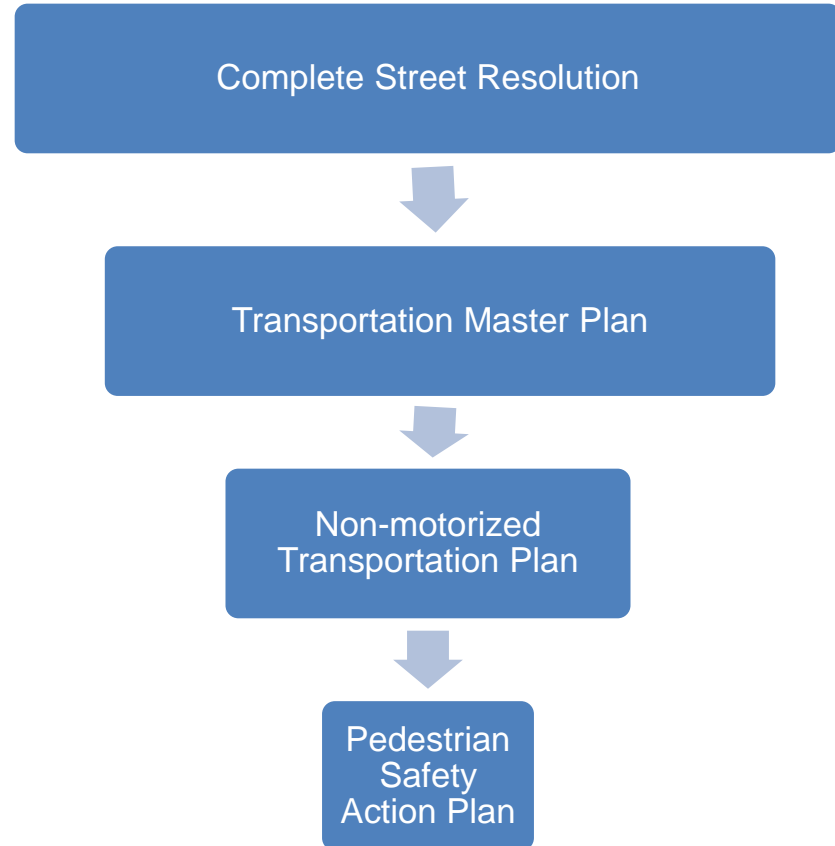 Complete Street Resolution
Transportation Master Plan
Non-motorized
Transportation Plan
Pedestrian
Safety
Action Plan